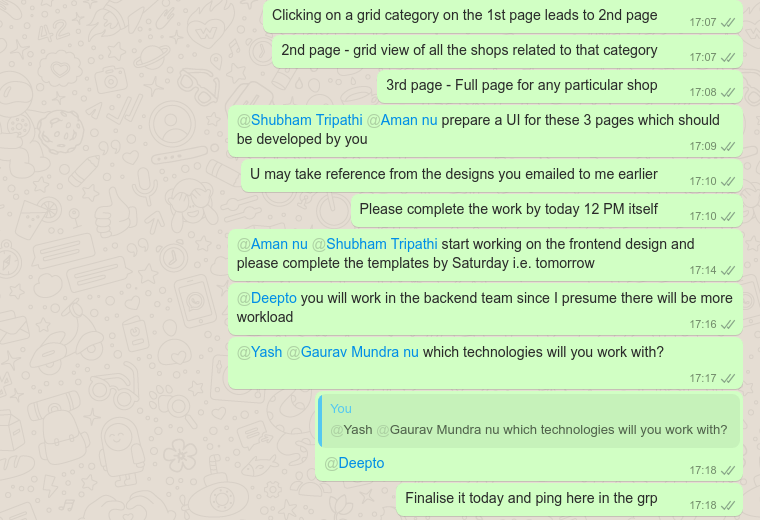 Clicking on a grid category on the 1st page leads to 2nd page
17:07
2nd page - grid view of all the shops related to that category
17:07
3rd page - Full page for any particular shop
17:08
@Shubham Tripathi @Aman nu prepare a UI for these 3 pages which should
be developed by you
17:09
U may take reference from the designs you emailed to me earlier
17:10
Please complete the work by today 12 PM itself
17:10
@Aman nu @Shubham Tripathi start working on the frontend design and
please complete the templates by Saturday i.e. tomorrow
17:14
@Deepto you will work in the backend team since I presume there will be more
workload
17:16
@Yash @Gaurav Mundra nu which technologies will you work with?
17:17
You
@Yash @Gaurav Mundra nu which technologies will you work with?
@Deepto
17:18
Finalise it today and ping here in the grp
17:18